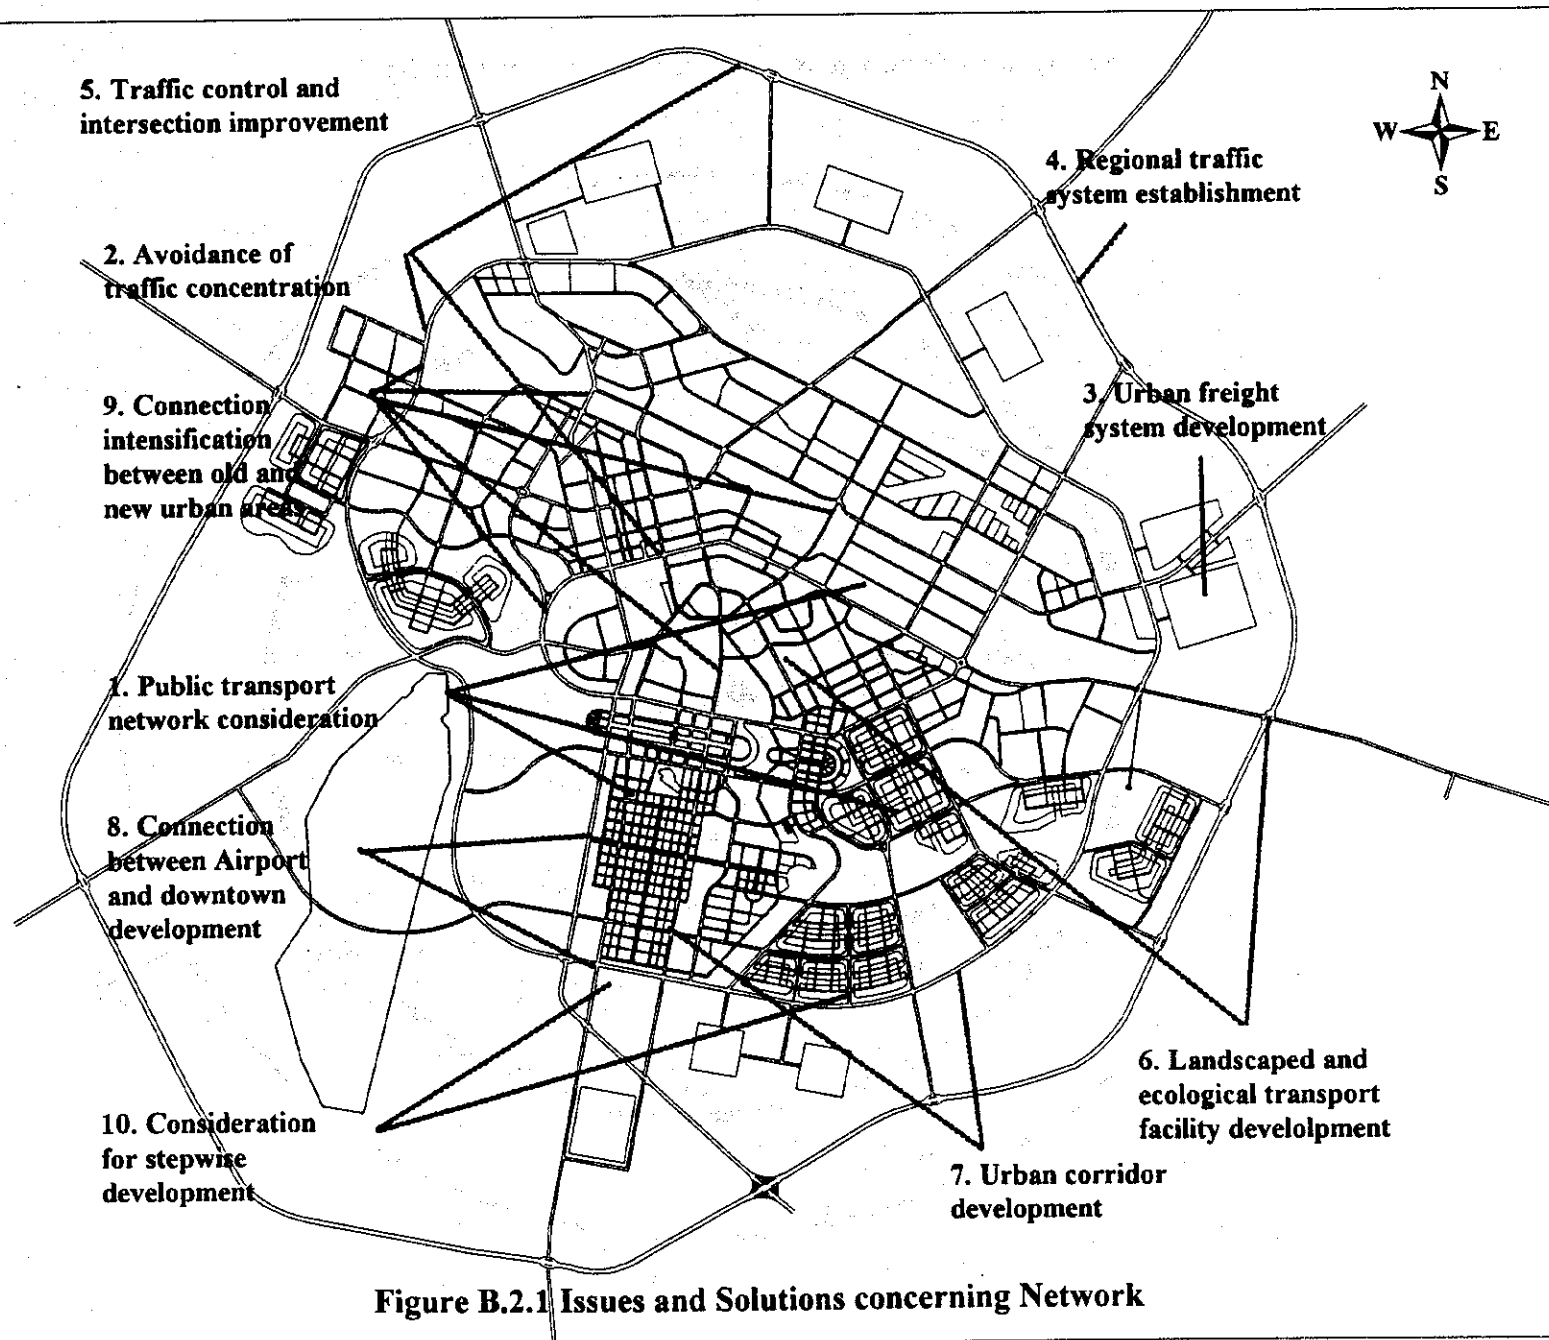 5. Traffic control and
intersection improvement
N
W E
S
4. Regional traffic
system establishment
2. Avoidance of
traffic concentration
3. Urban freight
system development
9. Connection
intensification
between old and
new urban areas
1. Public transport
network consideration
8. Connection
between Airport
and downtown
development
6. Landscaped and
ecological transport
facility develolpment
10. Consideration
for stepwise
development
7. Urban corridor
development
Figure B.2.1 Issues and Solutions concerning Network